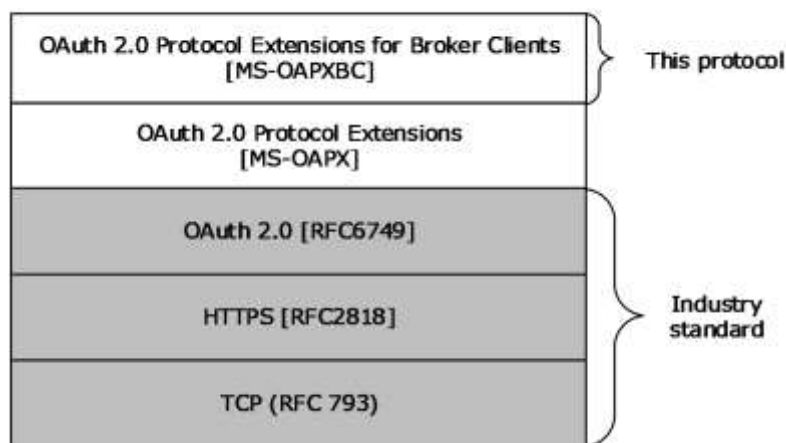 OAuth 2.0 Protocol Extensions for Broker Clients
[MS-OAPXBC]
This protocol
OAuth 2.0 Protocol Extensions
[MS-OAPX]
OAuth 2.0 [RFC6749]
HTTPS [RFC2818]
Industry
standard
TCP (RFC 793)